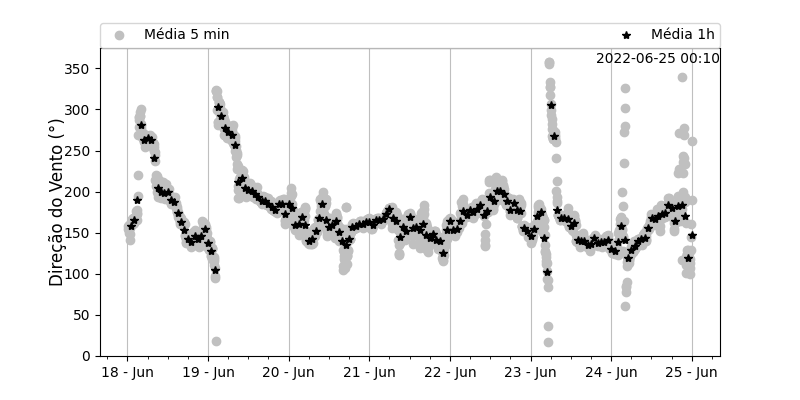 Média 5 min
Média 1h
2022-06-25 00:10
Direção do Vento (°)
350
300
250
200
150
100
50
0
18 - Jun
19 - Jun
20 - Jun
21 - Jun
22 - Jun
23 - Jun
24 - Jun
25 - Jun